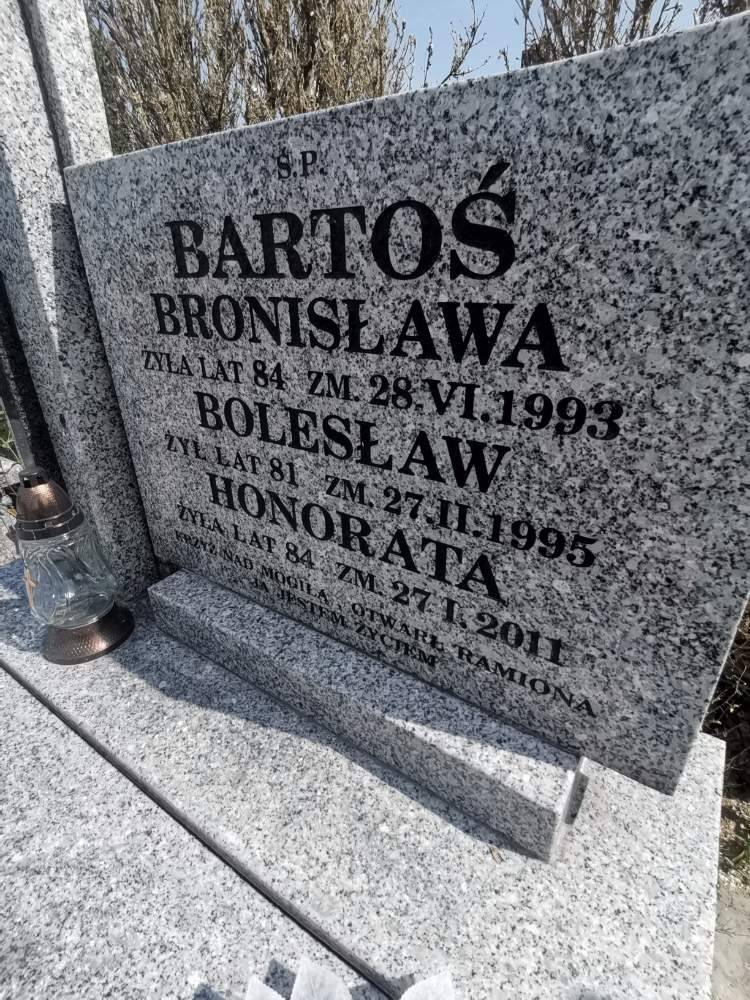 Ś.P.
BARTOŚ
BRONISŁAWA
ŻYŁA LAT 84 ZM. 28.VI.1993
BOLESŁAW
ŻYŁ LAT 81 ZM. 27.II.1995
HONORATA
ŻYŁA LAT 84 ZM. 27 I.2011
KRZYŻ NAD MOGIŁĄ, OTWARŁ RAMIONA
JA JESTEM ŻYCIEM